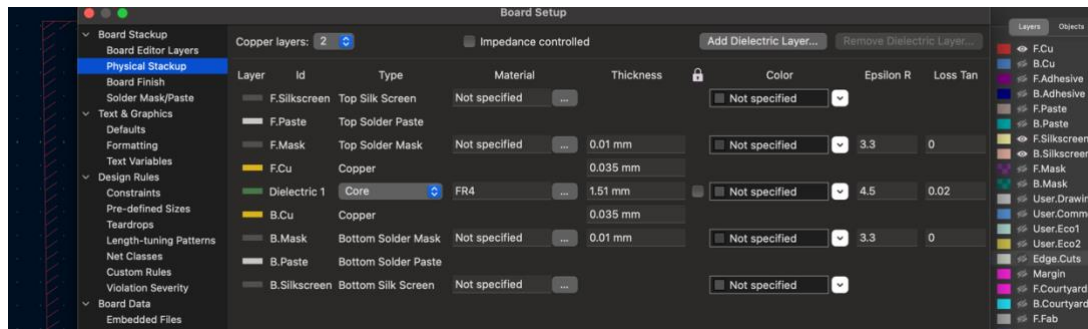 Board Setup
Board Stackup
Board Editor Layers
Physical Stackup
Board Finish
Solder Mask/Paste
Text & Graphics
Defaults
Formatting
Text Variables
Design Rules
Constraints
Pre-defined Sizes
Teardrops
Length-tuning Patterns
Net Classes
Custom Rules
Violation Severity
Board Data
Embedded Files
Copper layers: 2 Impedance controlled Add Dielectric Layer... Remove Dielectric Layer...
Layer Id Type Material Thickness Color Epsilon R Loss Tan
F.Silkscreen Top Silk Screen Not specified ... Not specified
F.Paste Top Solder Paste
F.Mask Top Solder Mask Not specified ... 0.01 mm Not specified 3.3 0
F.Cu Copper 0.035 mm
Dielectric 1 Core FR4 ... 1.51 mm Not specified 4.5 0.02
B.Cu Copper 0.035 mm
B.Mask Bottom Solder Mask Not specified ... 0.01 mm Not specified 3.3 0
B.Paste Bottom Solder Paste
B.Silkscreen Bottom Silk Screen Not specified ... Not specified
Layers Objects
F.Cu
B.Cu
F.Adhesive
B.Adhesive
F.Paste
B.Paste
F.Silkscreen
B.Silkscreen
F.Mask
B.Mask
User.Drawin
User.Comm
User.Eco1
User.Eco2
Edge.Cuts
Margin
F.Courtyard
B.Courtyard
F.Fab